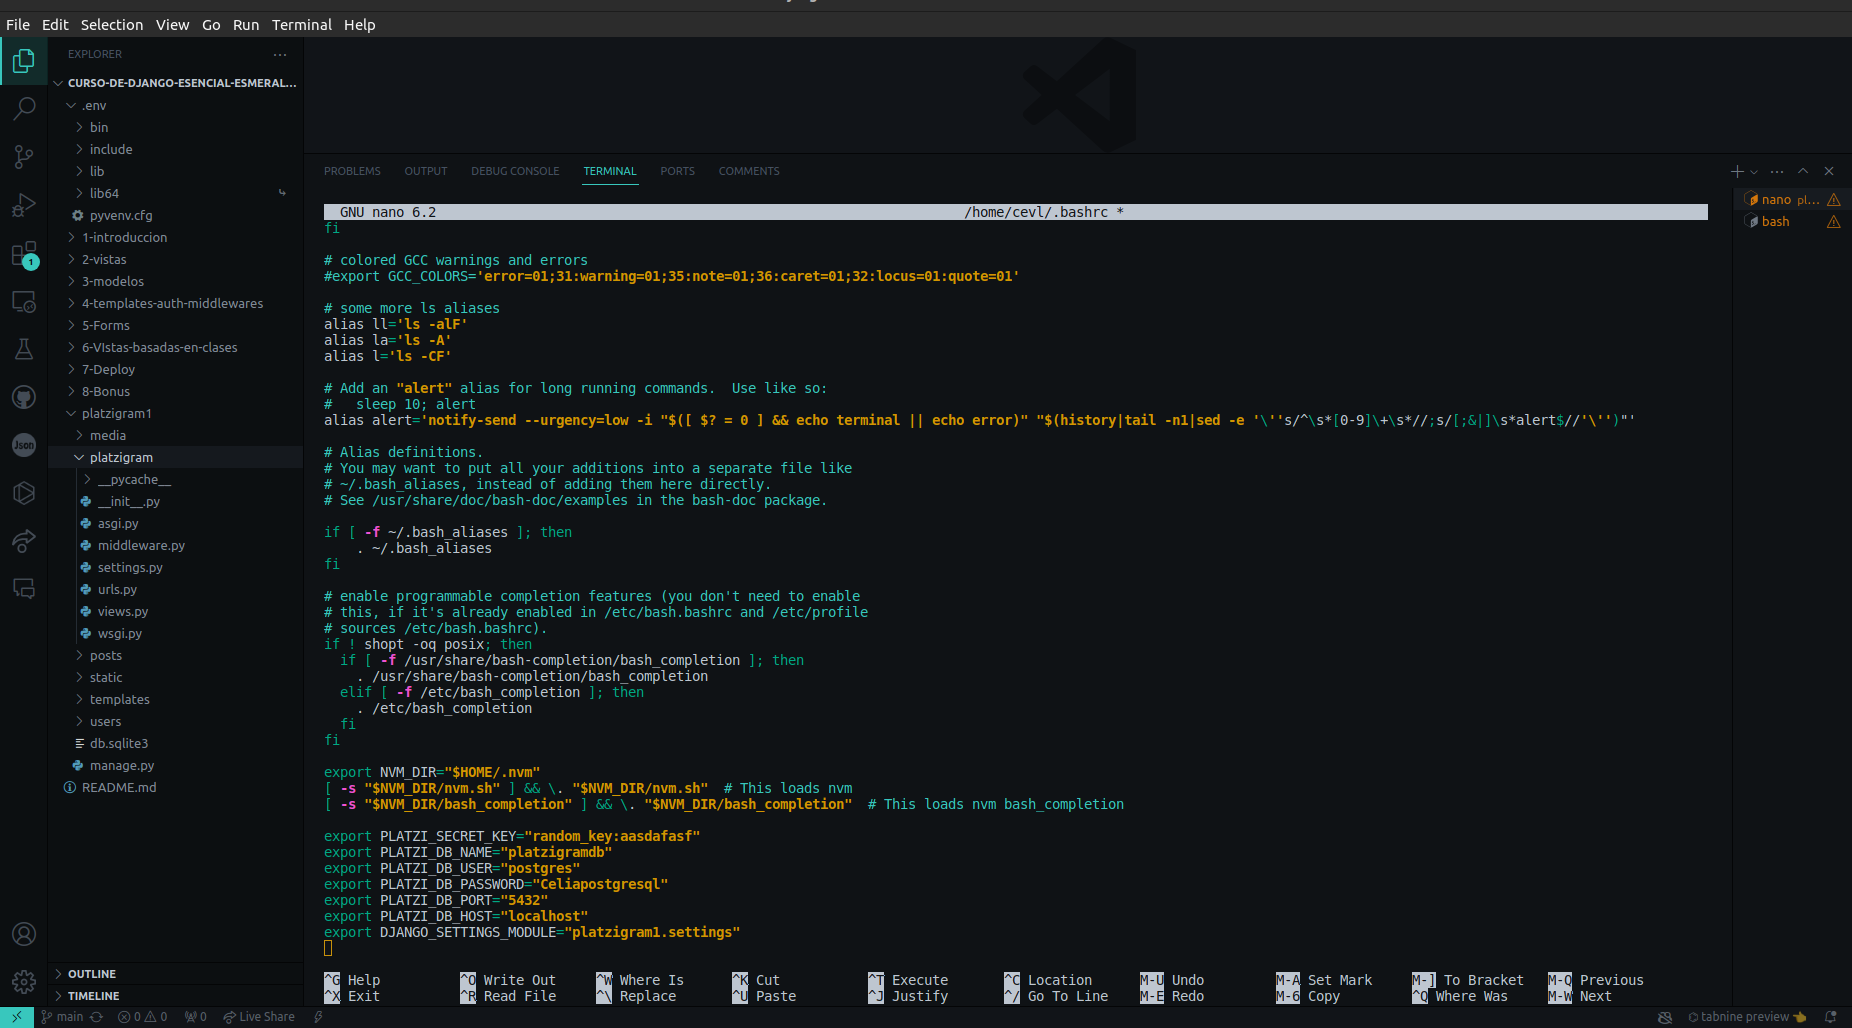 File Edit Selection View Go Run Terminal Help
EXPLORER ...
CURSO-DE-DJANGO-ESENCIAL-ESMERAL...
.env
bin
include
lib
lib64
pyvenv.cfg
1-introduccion
2-vistas
3-modelos
4-templates-auth-middlewares
5-Forms
6-VIstas-basadas-en-clases
7-Deploy
8-Bonus
platzigram1
media
platzigram
__pycache__
__init__.py
asgi.py
middleware.py
settings.py
urls.py
views.py
wsgi.py
posts
static
templates
users
db.sqlite3
manage.py
README.md
OUTLINE
TIMELINE
1
Json
PROBLEMS OUTPUT DEBUG CONSOLE TERMINAL PORTS COMMENTS
nano pl...
bash
GNU nano 6.2 /home/cevl/.bashrc *
fi
# colored GCC warnings and errors
#export GCC_COLORS='error=01;31:warning=01;35:note=01;36:caret=01;32:locus=01:quote=01'
# some more ls aliases
alias ll='ls -alF'
alias la='ls -A'
alias l='ls -CF'
# Add an "alert" alias for long running commands.  Use like so:
#   sleep 10; alert
alias alert='notify-send --urgency=low -i "$([ $? = 0 ] && echo terminal || echo error)" "$(history|tail -n1|sed -e '\''s/^\s*[0-9]\+\s*//;s/[;&|]\s*alert$//'\'')"'
# Alias definitions.
# You may want to put all your additions into a separate file like
# ~/.bash_aliases, instead of adding them here directly.
# See /usr/share/doc/bash-doc/examples in the bash-doc package.
if [ -f ~/.bash_aliases ]; then
    . ~/.bash_aliases
fi
# enable programmable completion features (you don't need to enable
# this, if it's already enabled in /etc/bash.bashrc and /etc/profile
# sources /etc/bash.bashrc).
if ! shopt -oq posix; then
  if [ -f /usr/share/bash-completion/bash_completion ]; then
    . /usr/share/bash-completion/bash_completion
  elif [ -f /etc/bash_completion ]; then
    . /etc/bash_completion
  fi
fi
export NVM_DIR="$HOME/.nvm"
[ -s "$NVM_DIR/nvm.sh" ] && \. "$NVM_DIR/nvm.sh"  # This loads nvm
[ -s "$NVM_DIR/bash_completion" ] && \. "$NVM_DIR/bash_completion"  # This loads nvm bash_completion
export PLATZI_SECRET_KEY="random_key:aasdafasf"
export PLATZI_DB_NAME="platzigramdb"
export PLATZI_DB_USER="postgres"
export PLATZI_DB_PASSWORD="Celiapostgresql"
export PLATZI_DB_PORT="5432"
export PLATZI_DB_HOST="localhost"
export DJANGO_SETTINGS_MODULE="platzigram1.settings"
^G Help ^O Write Out ^W Where Is ^K Cut ^T Execute ^C Location M-U Undo M-A Set Mark M-] To Bracket M-Q Previous
^X Exit ^R Read File ^\ Replace ^U Paste ^J Justify ^/ Go To Line M-E Redo M-6 Copy ^Q Where Was M-W Next
main 0 0 0 Live Share tabnine preview